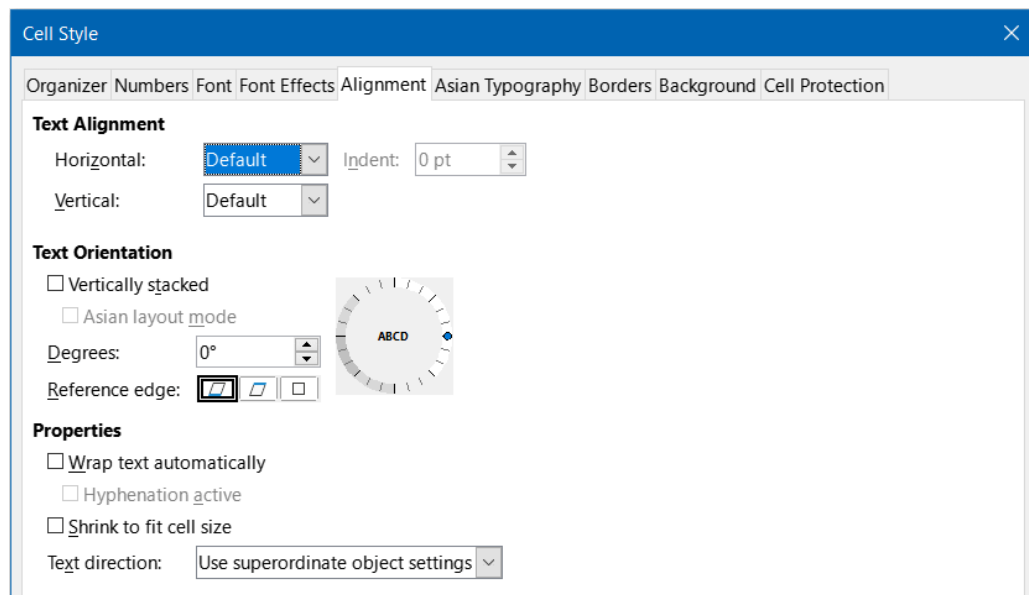 Cell Style
Organizer Numbers Font Font Effects Alignment Asian Typography Borders Background Cell Protection
Text Alignment
Horizontal: Default Indent: 0 pt
Vertical: Default
Text Orientation
Vertically stacked
Asian layout mode
ABCD
Degrees: 0°
Reference edge:
Properties
Wrap text automatically
Hyphenation active
Shrink to fit cell size
Text direction: Use superordinate object settings